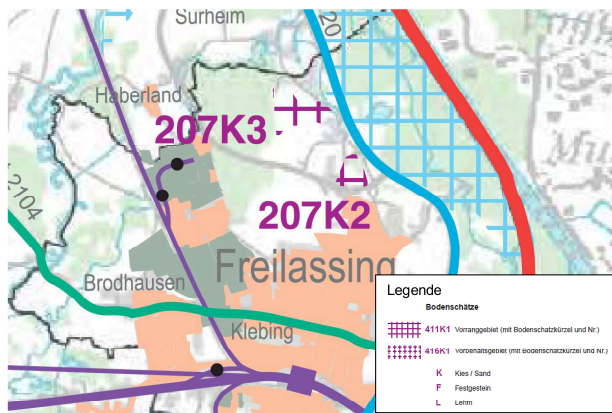 Surheim
20
Haberland
207K3
L 2104
207K2
Freilassing
Brodhausen
Klebing
Legende
Bodenschätze
411K1 Vorranggebiet (mit Bodenschatzkürzel und Nr.)
416K1 Vorbehaltsgebiet (mit Bodenschatzkürzel und Nr.)
K Kies / Sand
F Festgestein
L Lehm